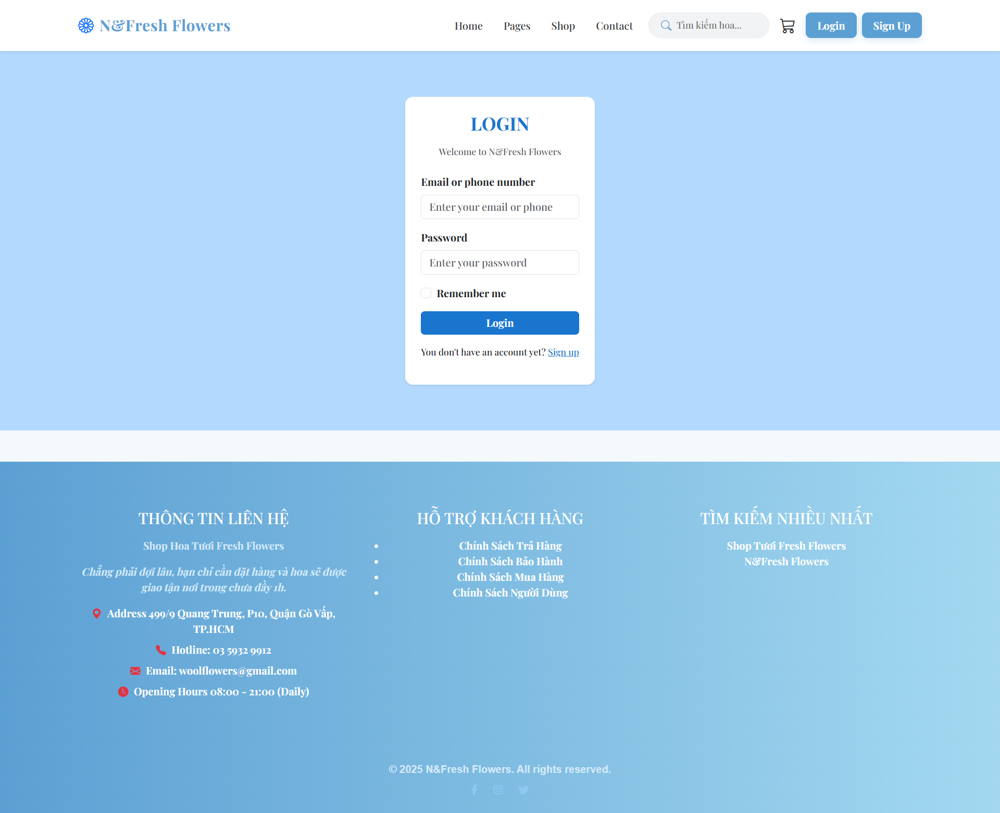 N&Fresh Flowers
Home
Pages
Shop
Contact
Tìm kiếm hoa...
Login
Sign Up
LOGIN
Welcome to N&Fresh Flowers
Email or phone number
Enter your email or phone
Password
Enter your password
Remember me
Login
You don't have an account yet? Sign up
THÔNG TIN LIÊN HỆ
Shop Hoa Tươi Fresh Flowers
Chẳng phải đợi lâu, bạn chỉ cần đặt hàng và hoa sẽ được
giao tận nơi trong chưa đầy 1h.
Address 499/9 Quang Trung, P10, Quận Gò Vấp,
TP.HCM
Hotline: 03 5932 9912
Email: woolflowers@gmail.com
Opening Hours 08:00 - 21:00 (Daily)
HỖ TRỢ KHÁCH HÀNG
Chính Sách Trả Hàng
Chính Sách Bảo Hành
Chính Sách Mua Hàng
Chính Sách Người Dùng
TÌM KIẾM NHIỀU NHẤT
Shop Tươi Fresh Flowers
N&Fresh Flowers
© 2025 N&Fresh Flowers. All rights reserved.